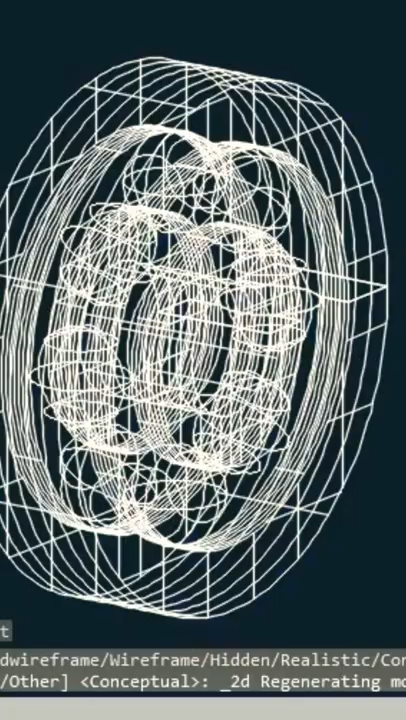 t
dwireframe/Wireframe/Hidden/Realistic/Con
/Other] <Conceptual>: _2d Regenerating mo